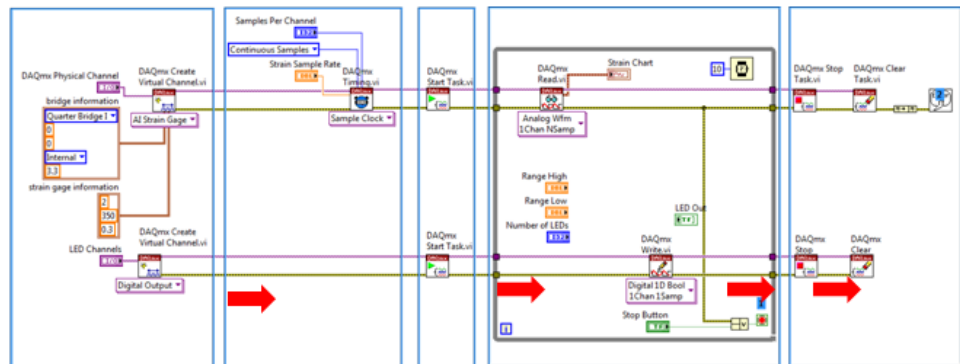 DAQmx Physical Channel
DAQmx Create
Virtual Channel.vi
bridge information
Quarter Bridge I
0
0
Internal
3.3
AI Strain Gage
strain gage information
2
350
0.3
LED Channels
DAQmx Create
Virtual Channel.vi
Digital Output
Samples Per Channel
Continuous Samples
Strain Sample Rate
DAQmx
Timing.vi
Sample Clock
DAQmx
Start Task.vi
DAQmx
Start Task.vi
DAQmx
Read.vi
Strain Chart
10
Analog Wfm
1Chan NSamp
Range High
Range Low
Number of LEDs
LED Out
TF
DAQmx
Write.vi
Digital 1D Bool
1Chan 1Samp
Stop Button
TF
i
DAQmx Stop
Task.vi
DAQmx Clear
Task.vi
DAQmx
Stop
DAQmx
Clear